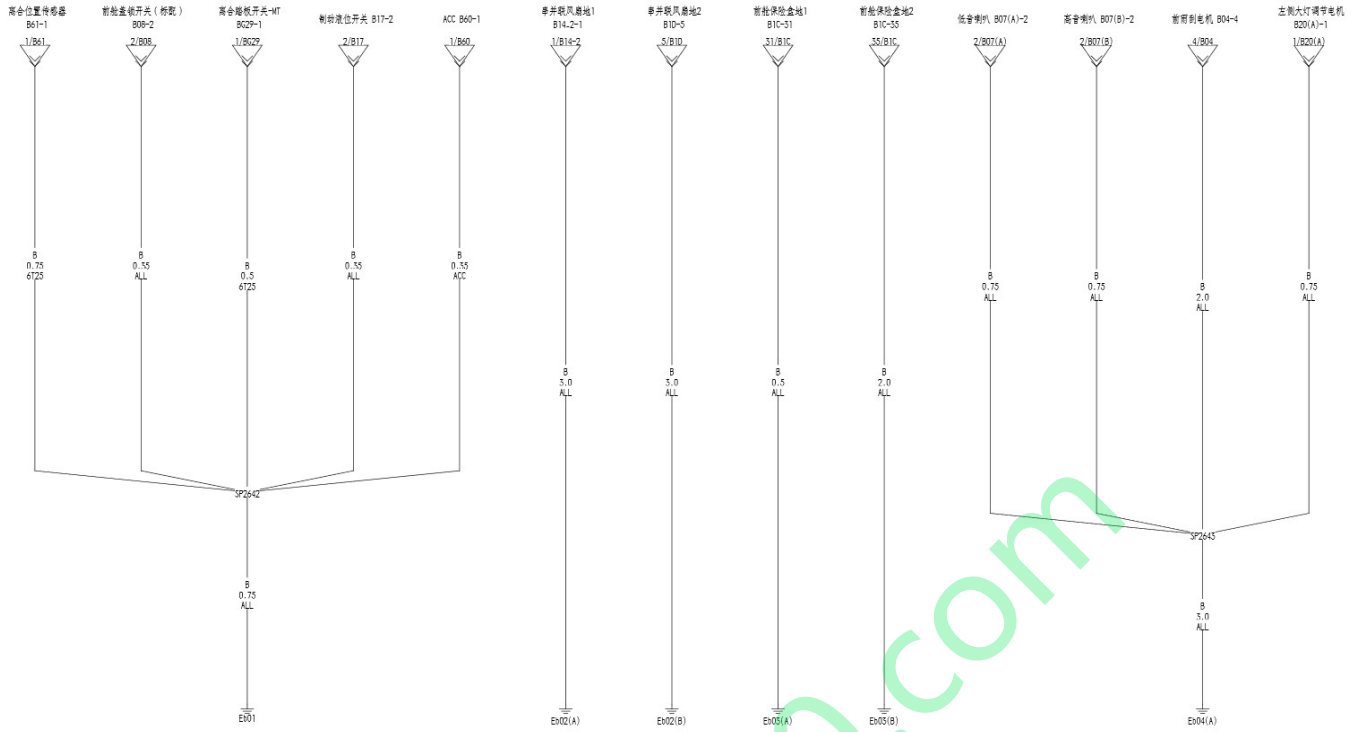 离合位置传感器
B61-1
1/B61
前舱盖锁开关(标配)
B08-2
2/B08
离合踏板开关-MT
BG29-1
1/BG29
制动液位开关 B17-2
2/B17
ACC B60-1
1/B60
串并联风扇地1
B14.2-1
1/B14-2
串并联风扇地2
B1D-5
5/B1D
前舱保险盒地1
B1C-31
31/B1C
前舱保险盒地2
B1C-35
35/B1C
低音喇叭 B07(A)-2
2/B07(A)
高音喇叭 B07(B)-2
2/B07(B)
前雨刮电机 B04-4
4/B04
左侧大灯调节电机
B20(A)-1
1/B20(A)
B
0.75
6T25
B
0.35
ALL
B
0.5
6T25
B
0.35
ALL
B
0.35
ACC
B
3.0
ALL
B
3.0
ALL
B
0.5
ALL
B
2.0
ALL
B
0.75
ALL
B
0.75
ALL
B
2.0
ALL
B
0.75
ALL
SP2642
SP2643
B
0.75
ALL
B
3.0
ALL
Eb01
Eb02(A)
Eb02(B)
Eb03(A)
Eb03(B)
Eb04(A)